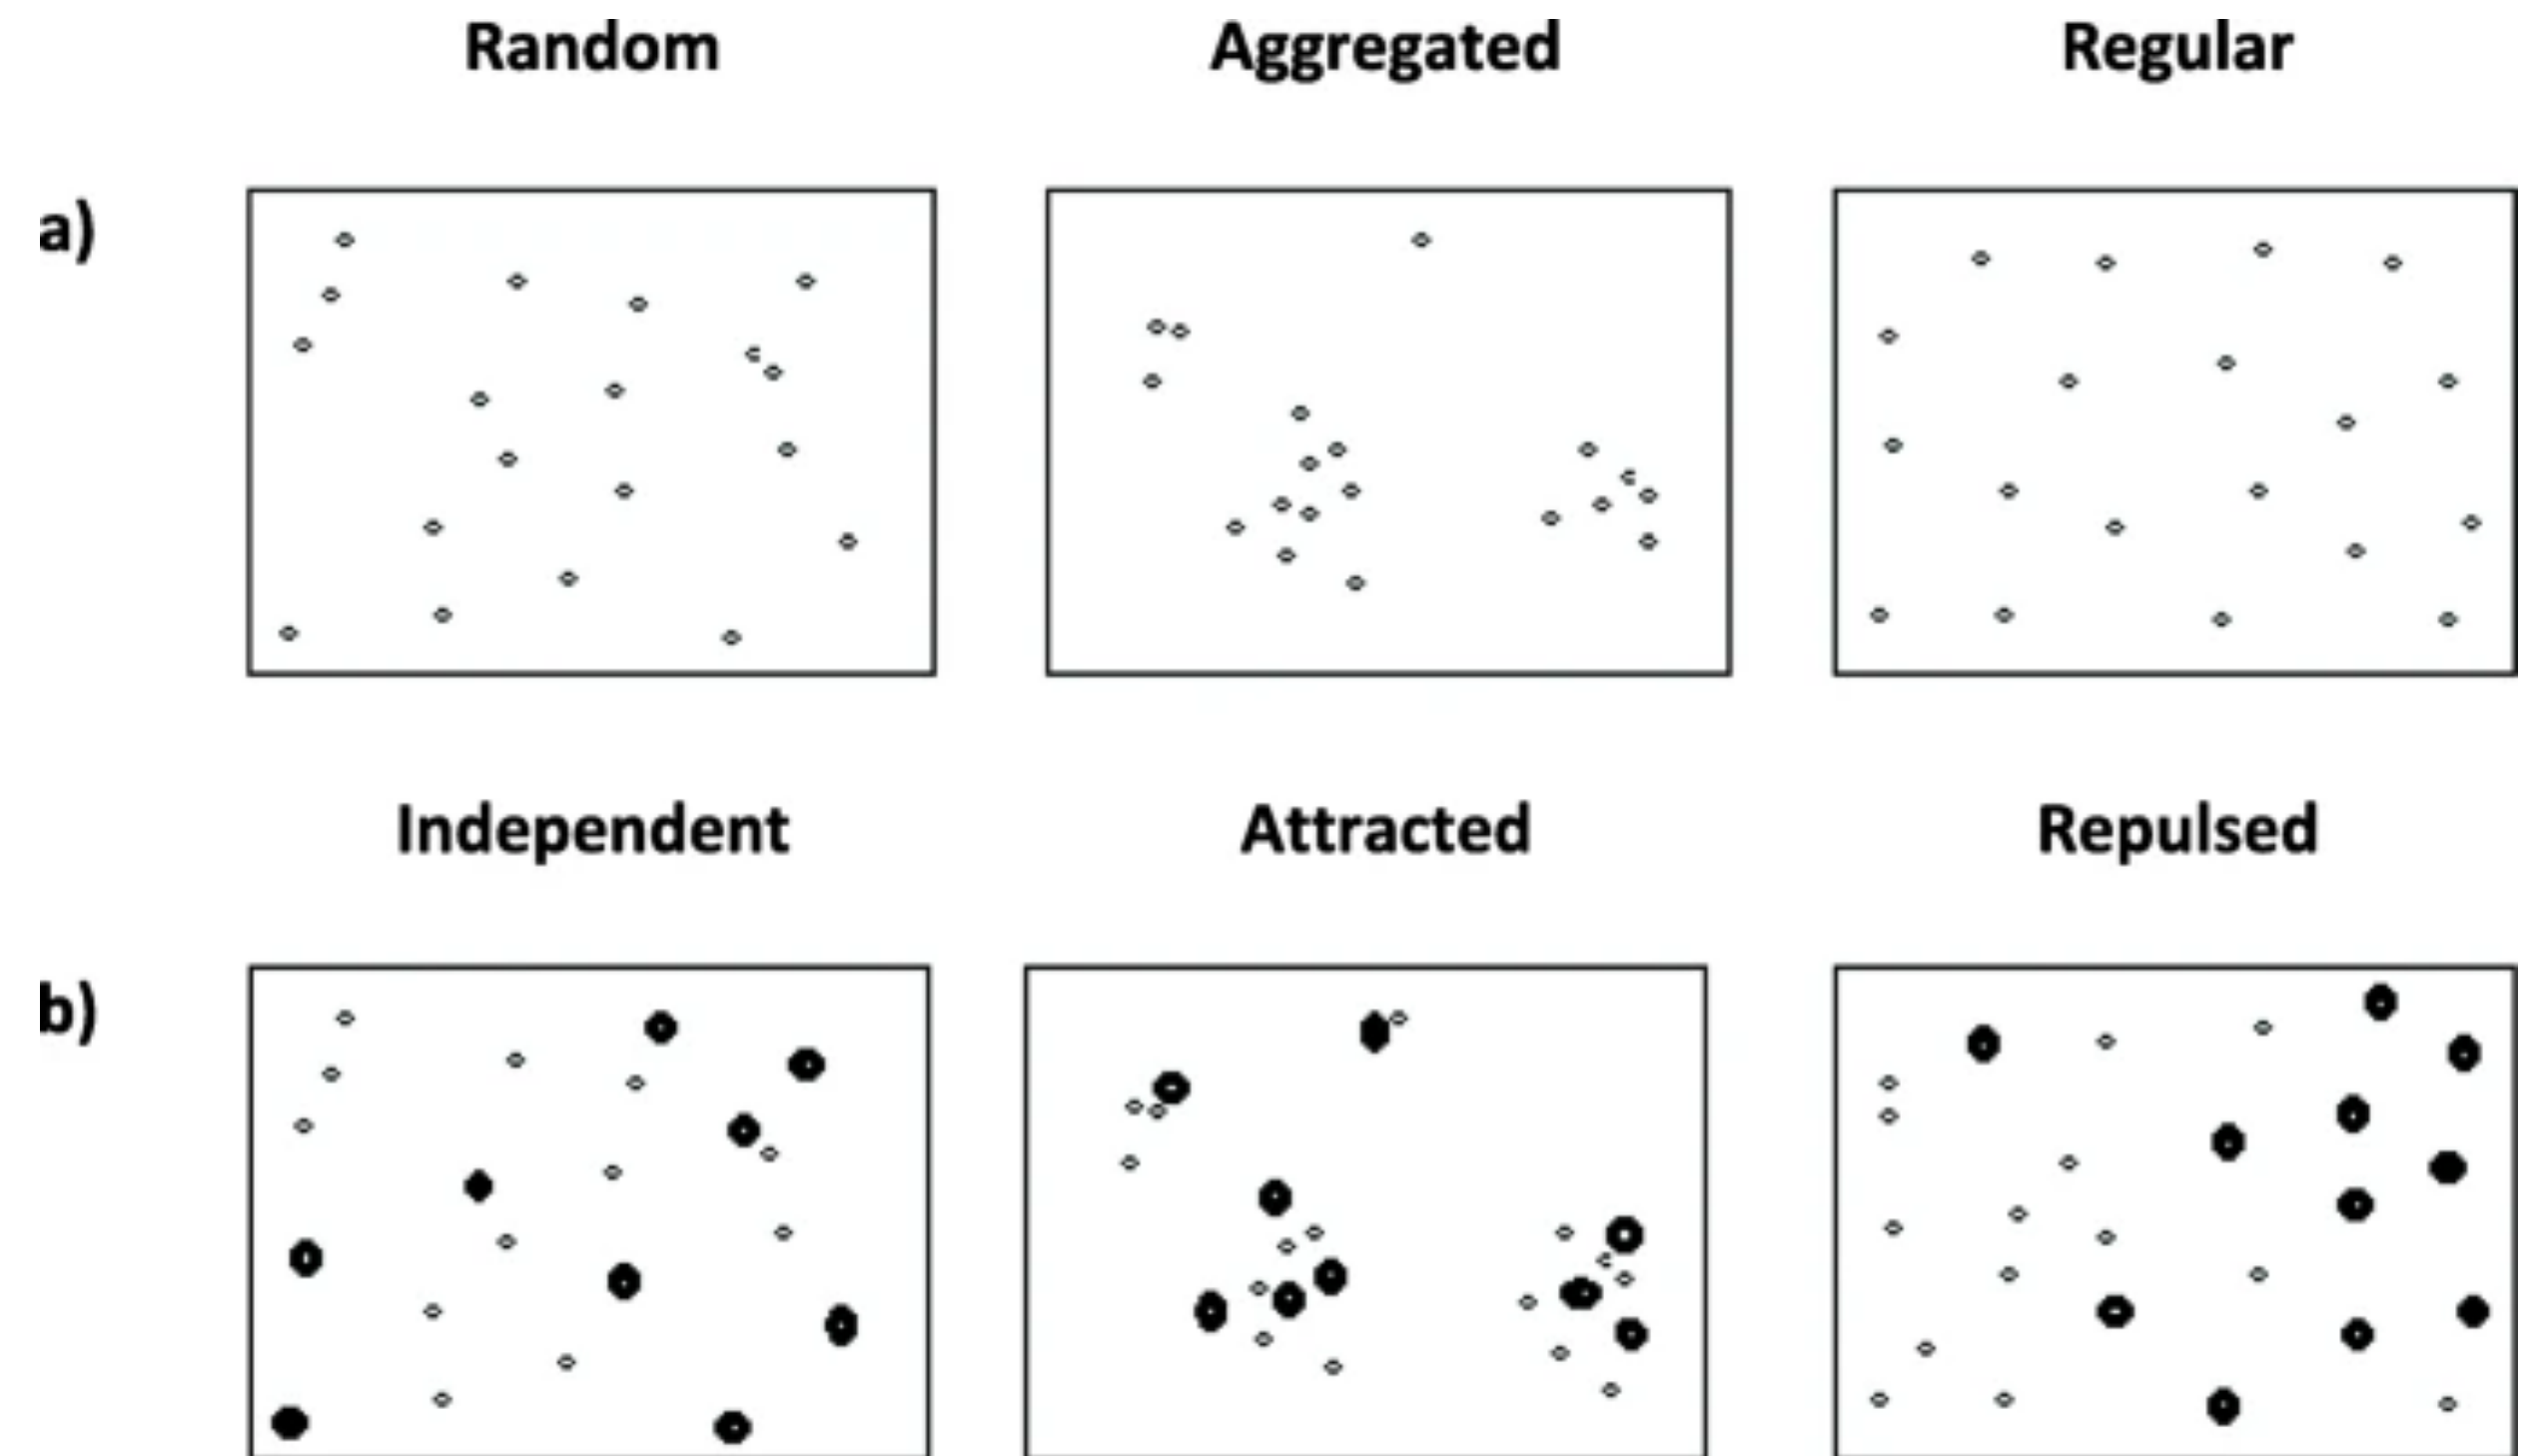 Random Aggregated Regular
a)
Independent Attracted Repulsed
b)